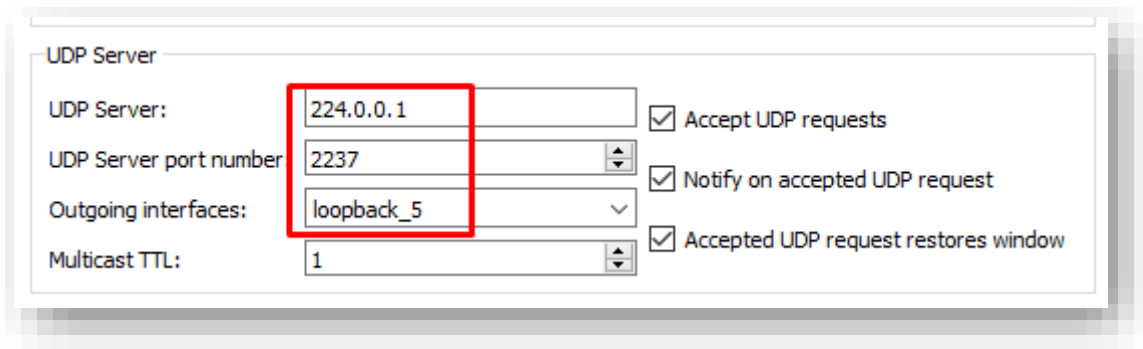 UDP Server
UDP Server: 224.0.0.1
Accept UDP requests
UDP Server port number 2237
Notify on accepted UDP request
Outgoing interfaces: loopback_5
Accepted UDP request restores window
Multicast TTL: 1